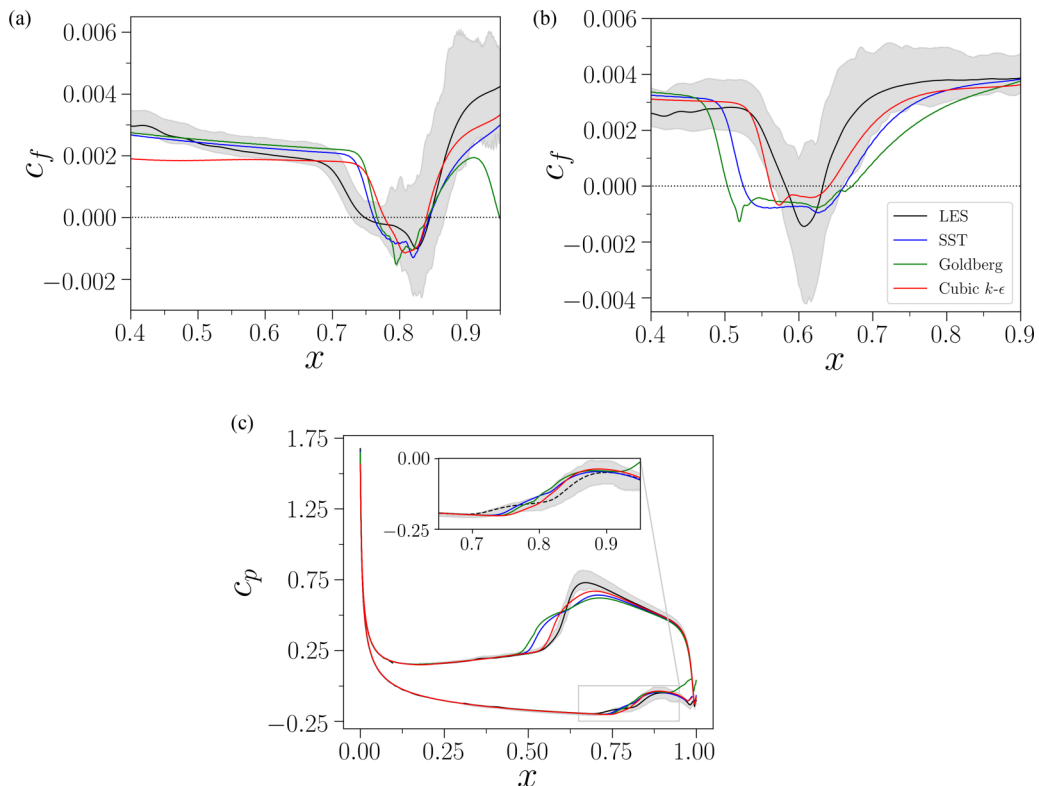 (a)
0.006
0.004
0.002
0.000
−0.002
0.4
0.5
0.6
0.7
0.8
0.9
c_f
x
(b)
0.006
0.004
0.002
0.000
−0.002
−0.004
0.4
0.5
0.6
0.7
0.8
0.9
c_f
x
LES
SST
Goldberg
Cubic k-ϵ
(c)
1.75
1.25
0.75
0.25
−0.25
0.00
0.25
0.50
0.75
1.00
c_p
x
0.00
−0.25
0.7
0.8
0.9